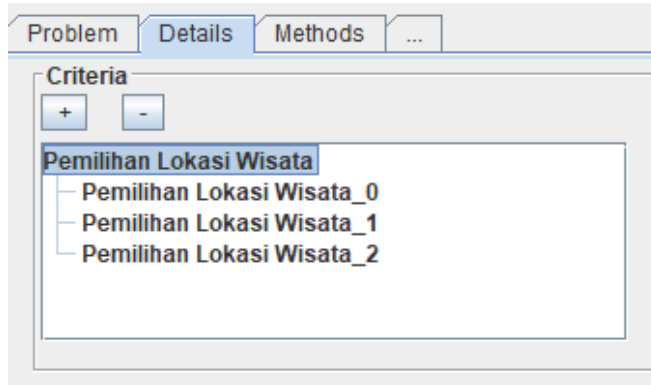 Problem Details Methods ...
Criteria
+ -
Pemilihan Lokasi Wisata
Pemilihan Lokasi Wisata_0
Pemilihan Lokasi Wisata_1
Pemilihan Lokasi Wisata_2